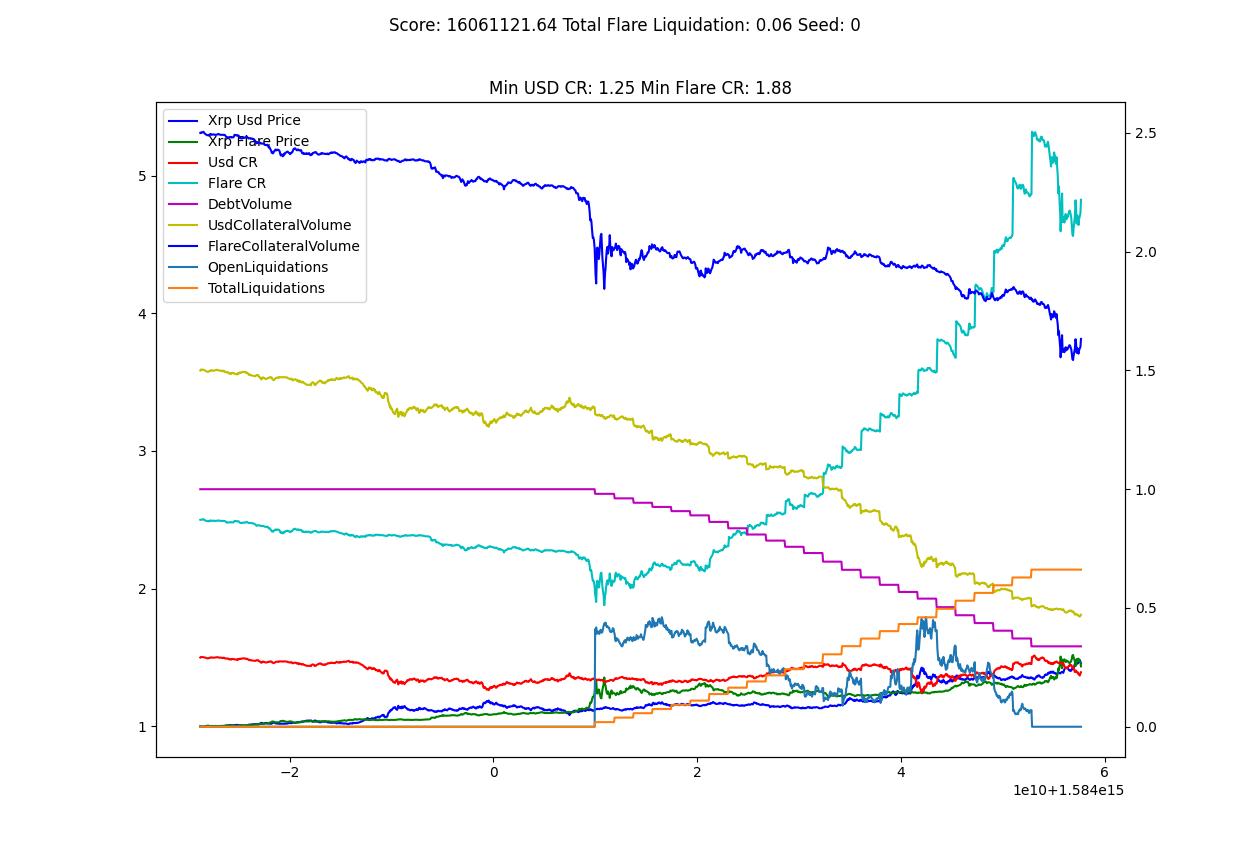 Score: 16061121.64 Total Flare Liquidation: 0.06 Seed: 0
Min USD CR: 1.25 Min Flare CR: 1.88
Xrp Usd Price
Xrp Flare Price
Usd CR
Flare CR
DebtVolume
UsdCollateralVolume
FlareCollateralVolume
OpenLiquidations
TotalLiquidations
5
4
3
2
1
2.5
2.0
1.5
1.0
0.5
0.0
−2
0
2
4
6
1e10+1.584e15